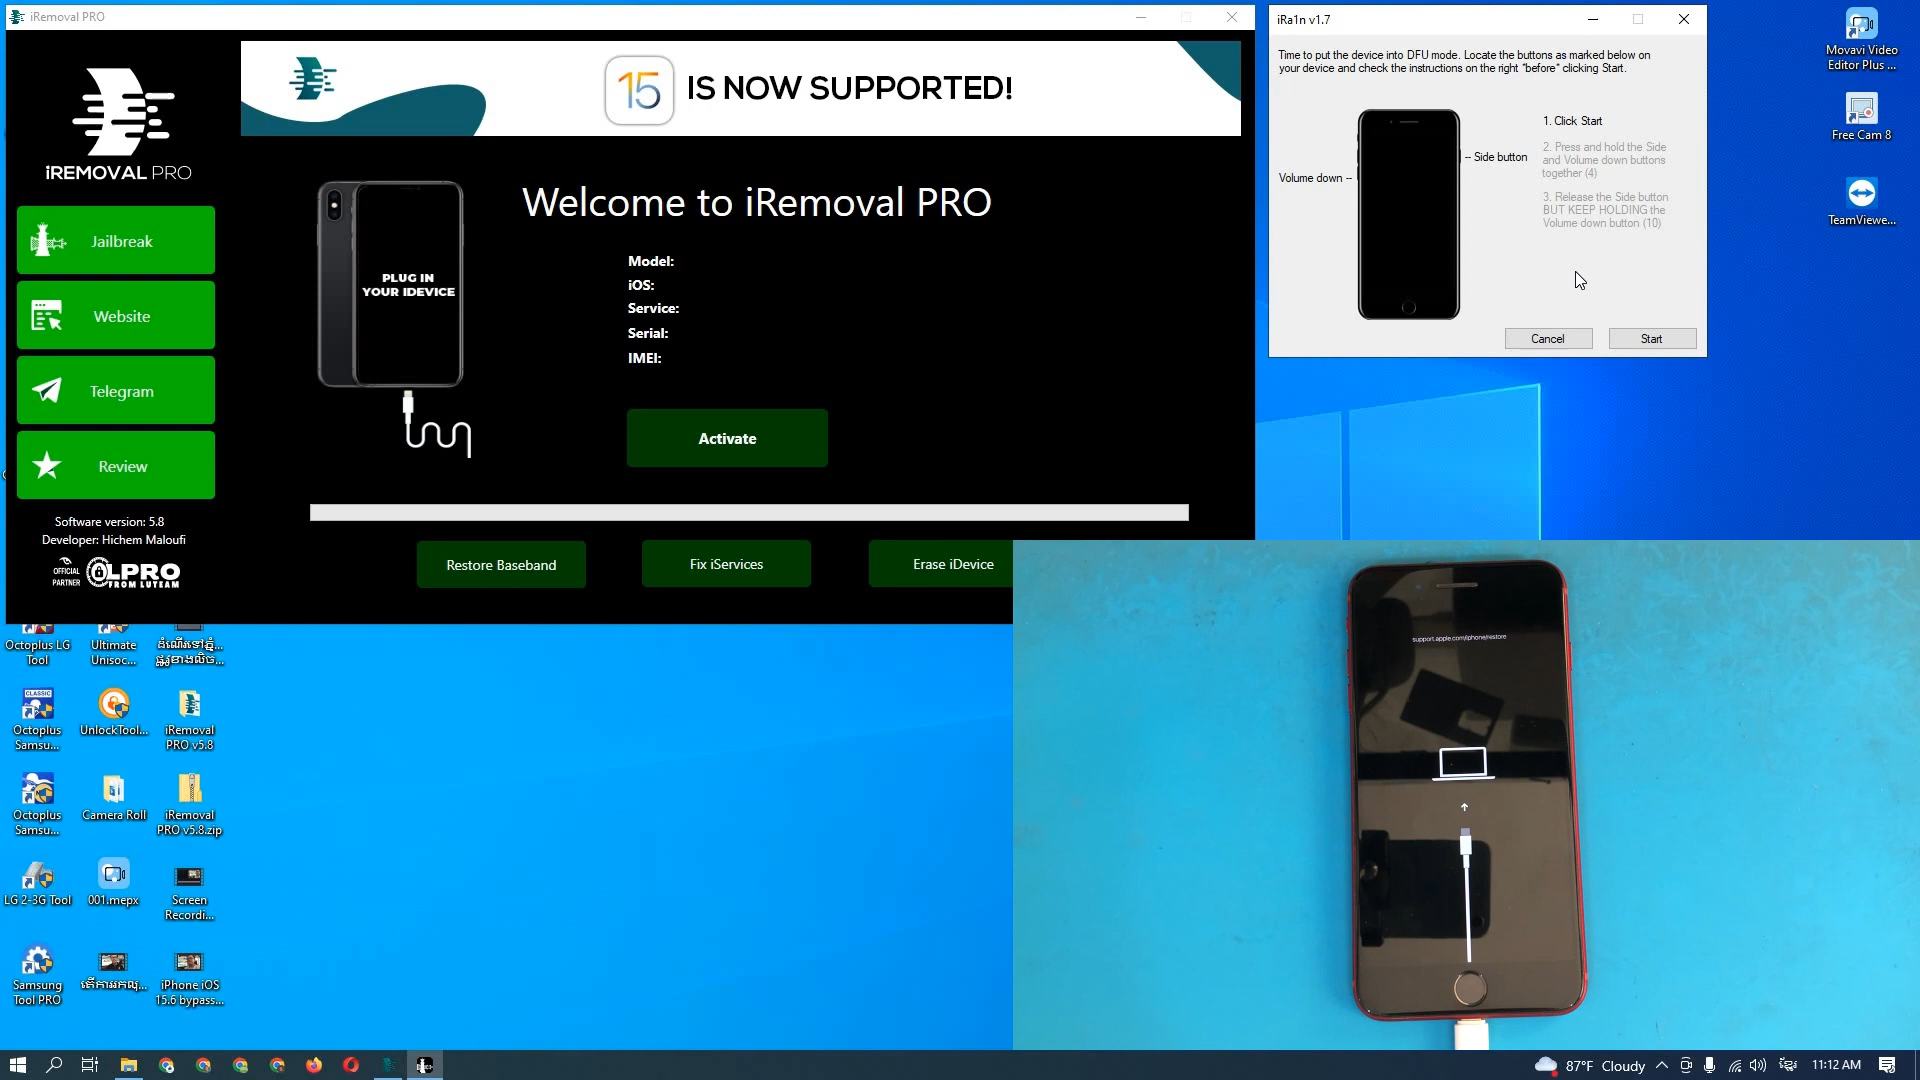 iRemoval PRO
15 IS NOW SUPPORTED!
iREMOVAL PRO
Jailbreak
Website
Telegram
Review
Software version: 5.8
Developer: Hichem Maloufi
OFFICIAL
PARTNER
LPRO
FROM LUTEAM
PLUG IN
YOUR IDEVICE
Welcome to iRemoval PRO
Model:
iOS:
Service:
Serial:
IMEI:
Activate
Restore Baseband
Fix iServices
Erase iDevice
iRa1n v1.7
Time to put the device into DFU mode. Locate the buttons as marked below on
your device and check the instructions on the right *before* clicking Start.
Volume down --
-- Side button
1. Click Start
2. Press and hold the Side
and Volume down buttons
together (4)
3. Release the Side button
BUT KEEP HOLDING the
Volume down button (10)
Cancel
Start
Movavi Video
Editor Plus ...
Free Cam 8
TeamViewe...
Octoplus LG
Tool
Ultimate
Unisoc...
CLASSIC
Octoplus
Samsu...
UnlockTool...
iRemoval
PRO v5.8
Octoplus
Samsu...
Camera Roll
iRemoval
PRO v5.8.zip
LG 2-3G Tool
001.mepx
Screen
Recordi...
Samsung
Tool PRO
iPhone iOS
15.6 bypass...
support.apple.com/iphone/restore
87°F Cloudy
11:12 AM